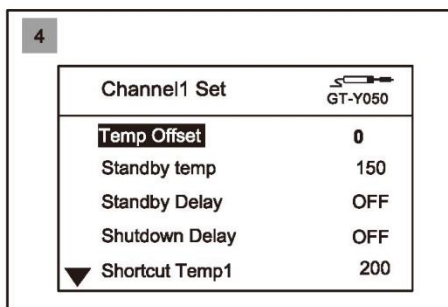 4
Channel1 Set GT-Y050
Temp Offset 0
Standby temp 150
Standby Delay OFF
Shutdown Delay OFF
Shortcut Temp1 200